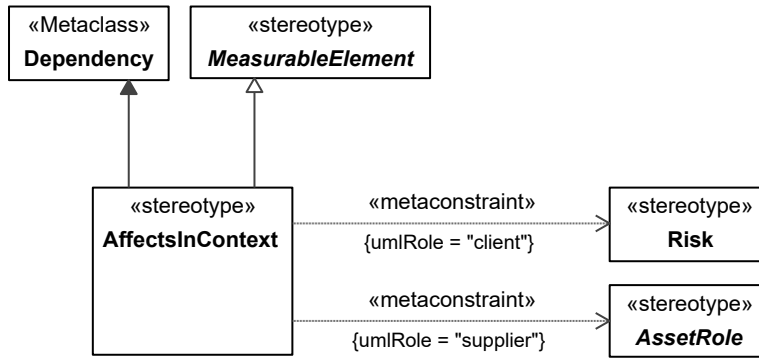 «Metaclass»
Dependency
«stereotype»
MeasurableElement
«stereotype»
AffectsInContext
«metaconstraint»
{umlRole = "client"}
«stereotype»
Risk
«metaconstraint»
{umlRole = "supplier"}
«stereotype»
AssetRole